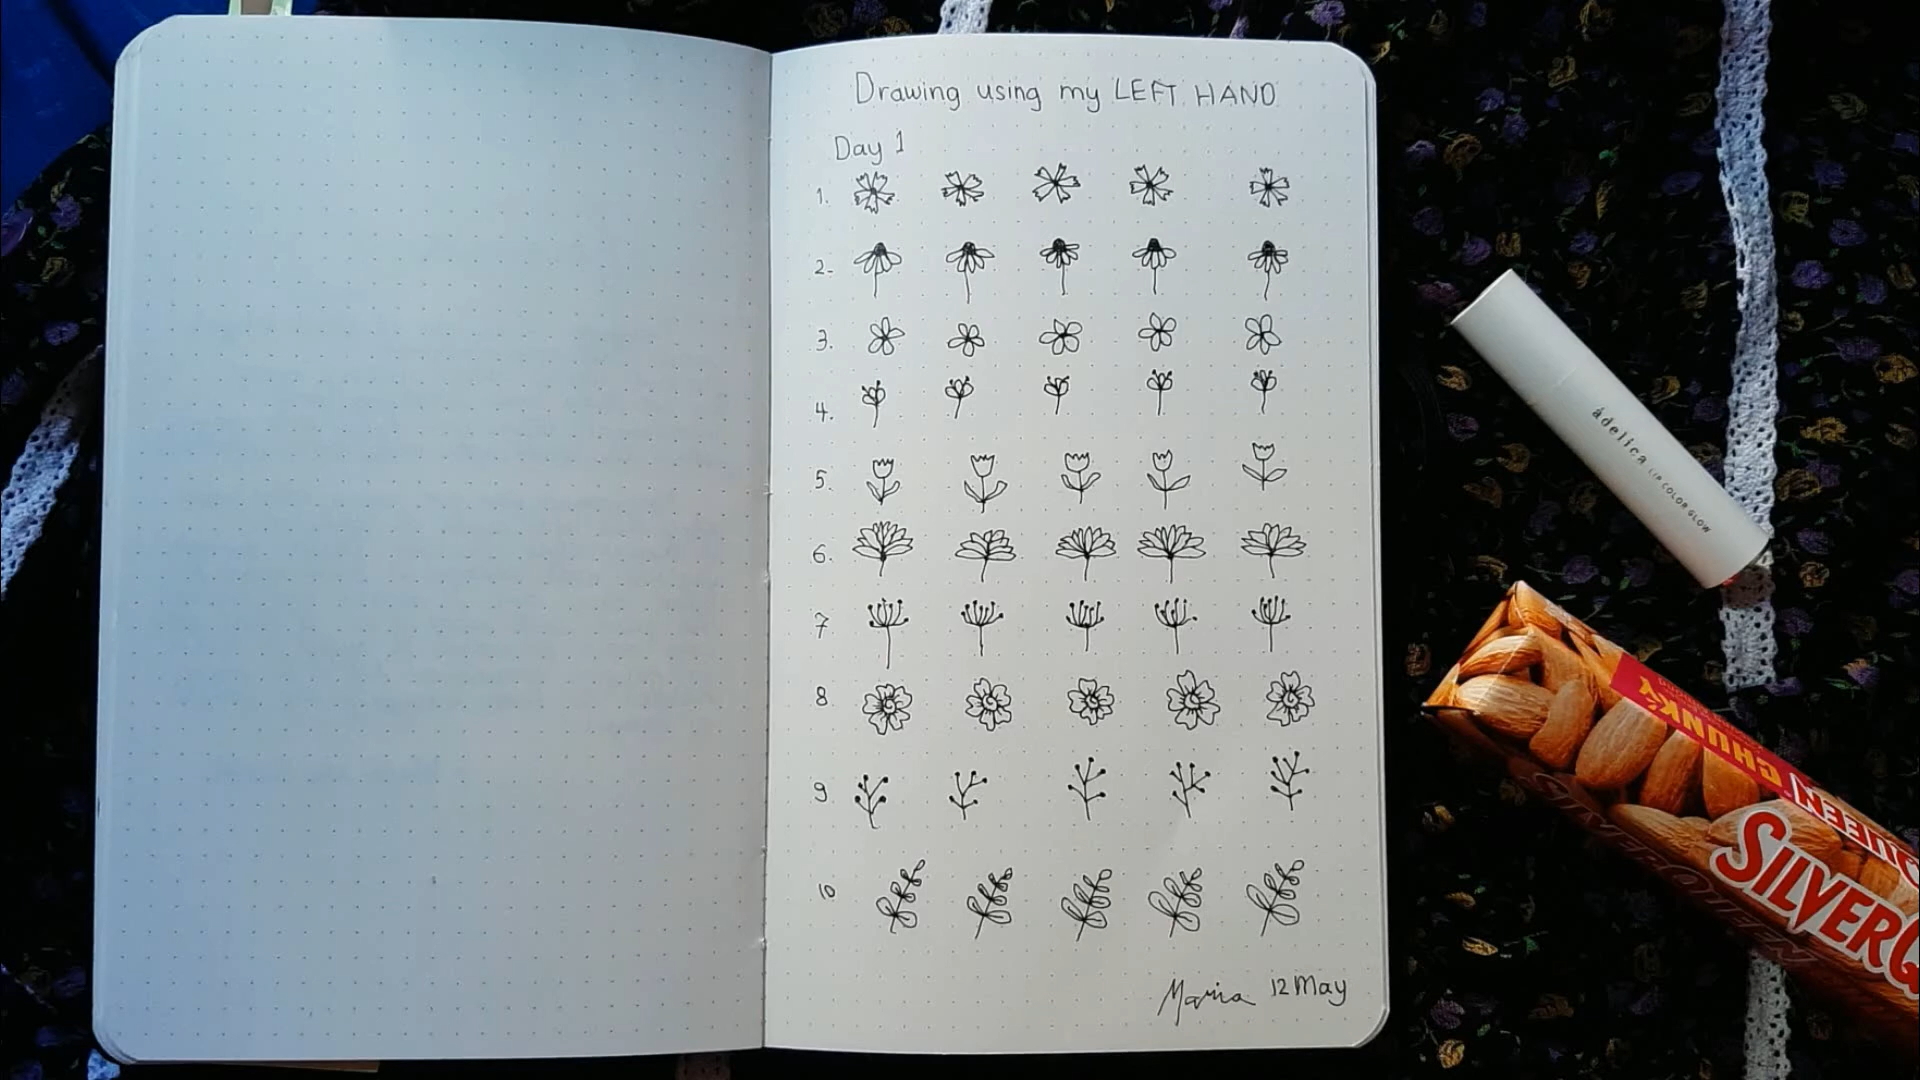 Drawing using my LEFT HAND
Day 1
1.
2-
3.
4.
5.
6.
7
8
9
10
Maria 12 May
ádelica LIP COLOR GLOW
CHUNKY
QUEEN
SILVERQ